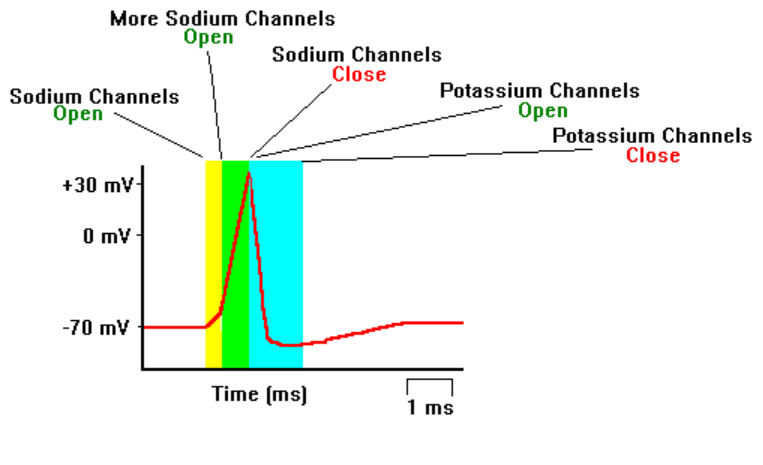 More Sodium Channels
Open
Sodium Channels
Close
Sodium Channels
Open
Potassium Channels
Open
Potassium Channels
Close
+30 mV
0 mV
-70 mV
Time (ms)
1 ms